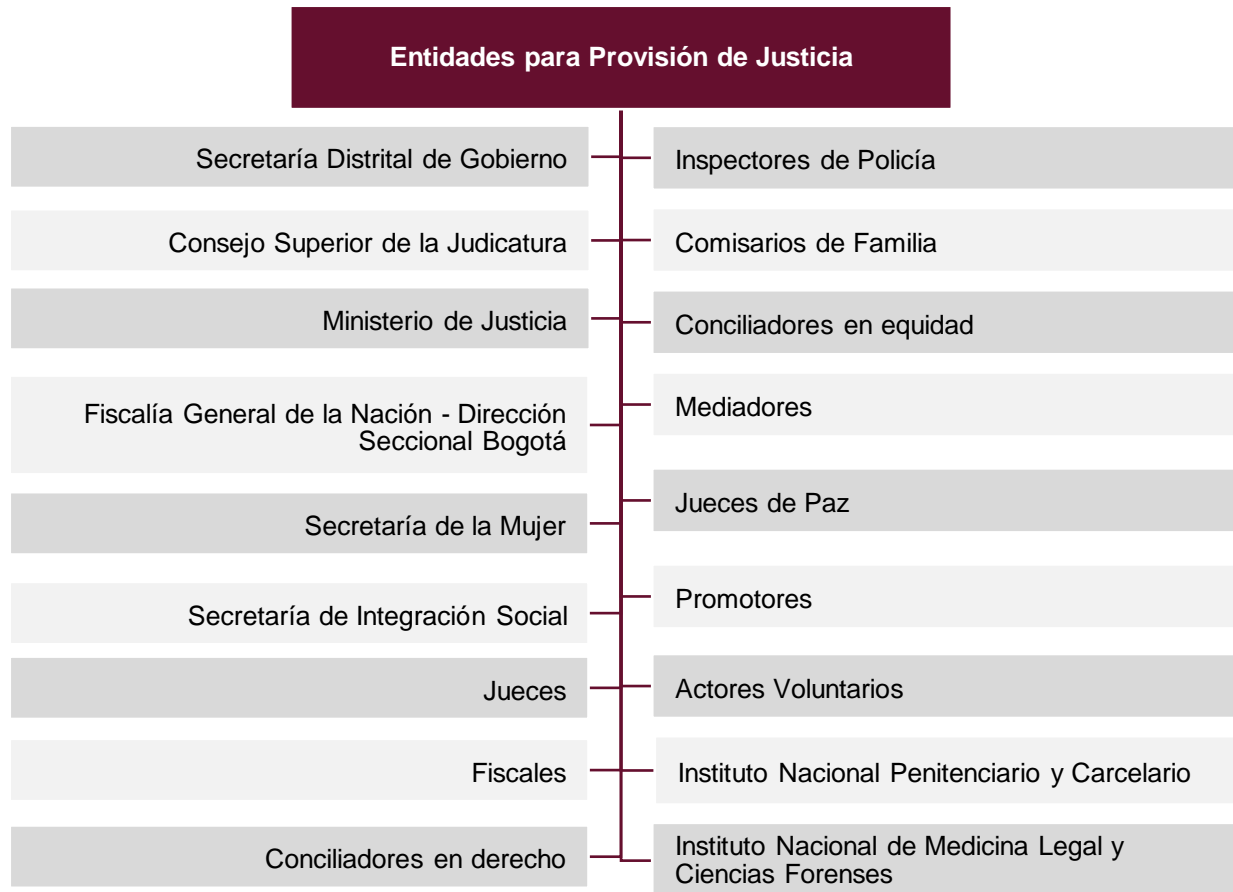 Entidades para Provisión de Justicia
Secretaría Distrital de Gobierno
Consejo Superior de la Judicatura
Ministerio de Justicia
Fiscalía General de la Nación - Dirección
Seccional Bogotá
Secretaría de la Mujer
Secretaría de Integración Social
Jueces
Fiscales
Conciliadores en derecho
Inspectores de Policía
Comisarios de Familia
Conciliadores en equidad
Mediadores
Jueces de Paz
Promotores
Actores Voluntarios
Instituto Nacional Penitenciario y Carcelario
Instituto Nacional de Medicina Legal y
Ciencias Forenses